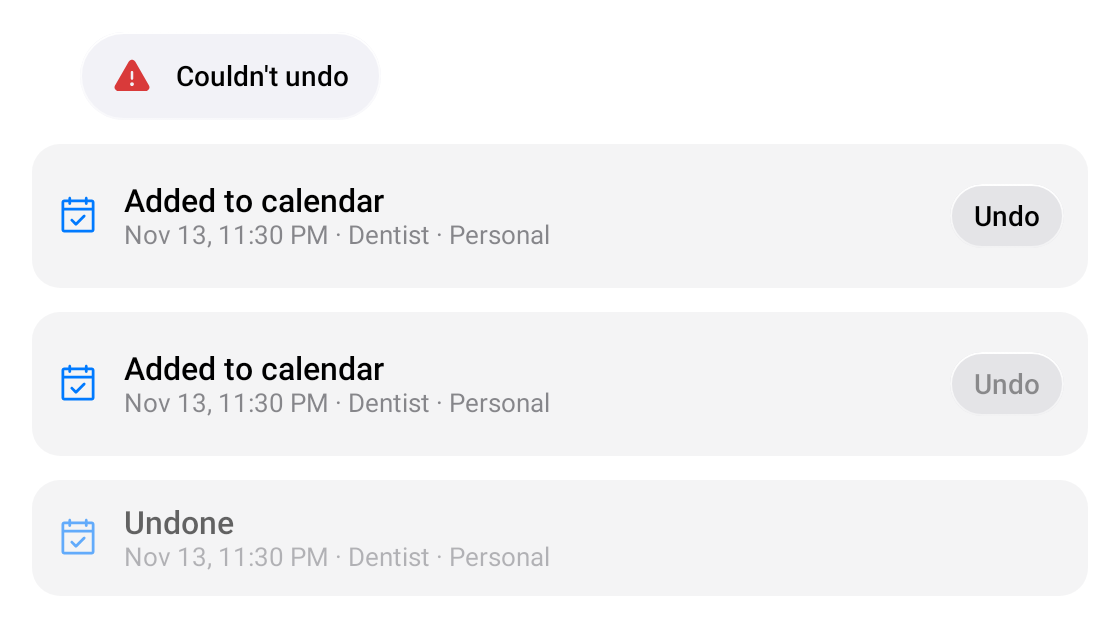 Couldn't undo
Added to calendar
Nov 13, 11:30 PM · Dentist · Personal
Undo
Added to calendar
Nov 13, 11:30 PM · Dentist · Personal
Undo
Undone
Nov 13, 11:30 PM · Dentist · Personal